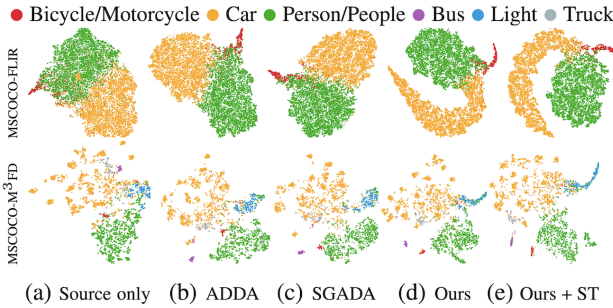 Bicycle/Motorcycle Car Person/People Bus Light Truck
MSCOCO-FLIR
MSCOCO-M³FD
(a) Source only (b) ADDA (c) SGADA (d) Ours (e) Ours + ST